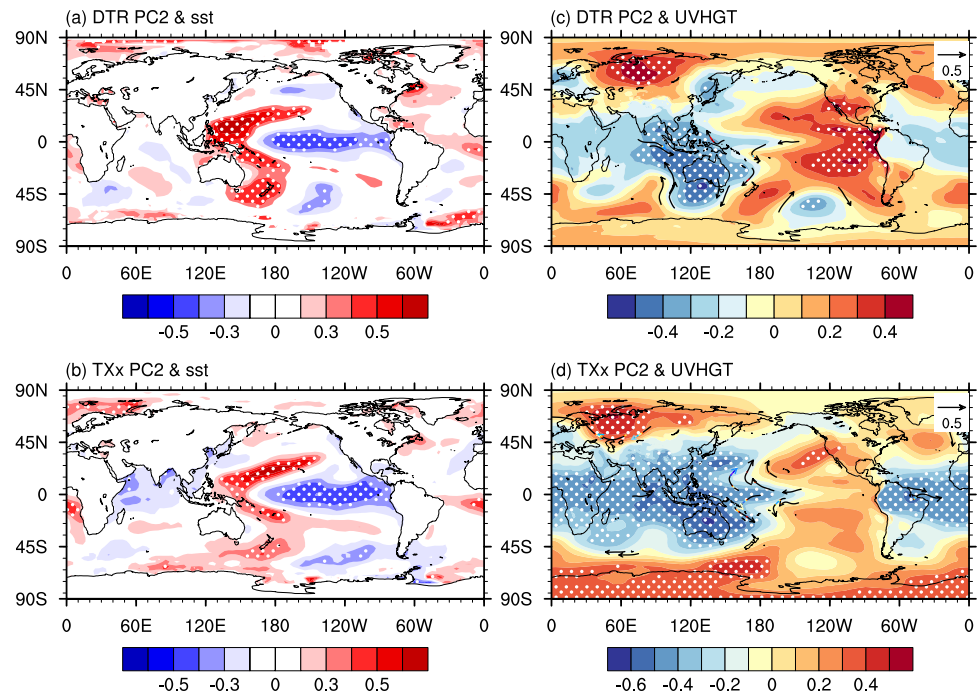 (a) DTR PC2 & sst
90N
45N
0
45S
90S
0 60E 120E 180 120W 60W 0
-0.5 -0.3 0 0.3 0.5
(c) DTR PC2 & UVHGT
0.5
90N
45N
0
45S
90S
0 60E 120E 180 120W 60W 0
-0.4 -0.2 0 0.2 0.4
(b) TXx PC2 & sst
90N
45N
0
45S
90S
0 60E 120E 180 120W 60W 0
-0.5 -0.3 0 0.3 0.5
(d) TXx PC2 & UVHGT
0.5
90N
45N
0
45S
90S
0 60E 120E 180 120W 60W 0
-0.6 -0.4 -0.2 0 0.2 0.4